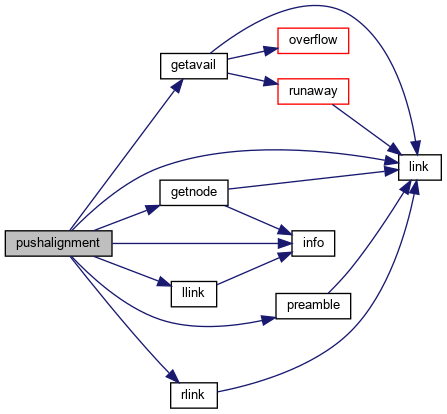 overflow
getavail
runaway
link
getnode
pushalignment
info
llink
preamble
rlink